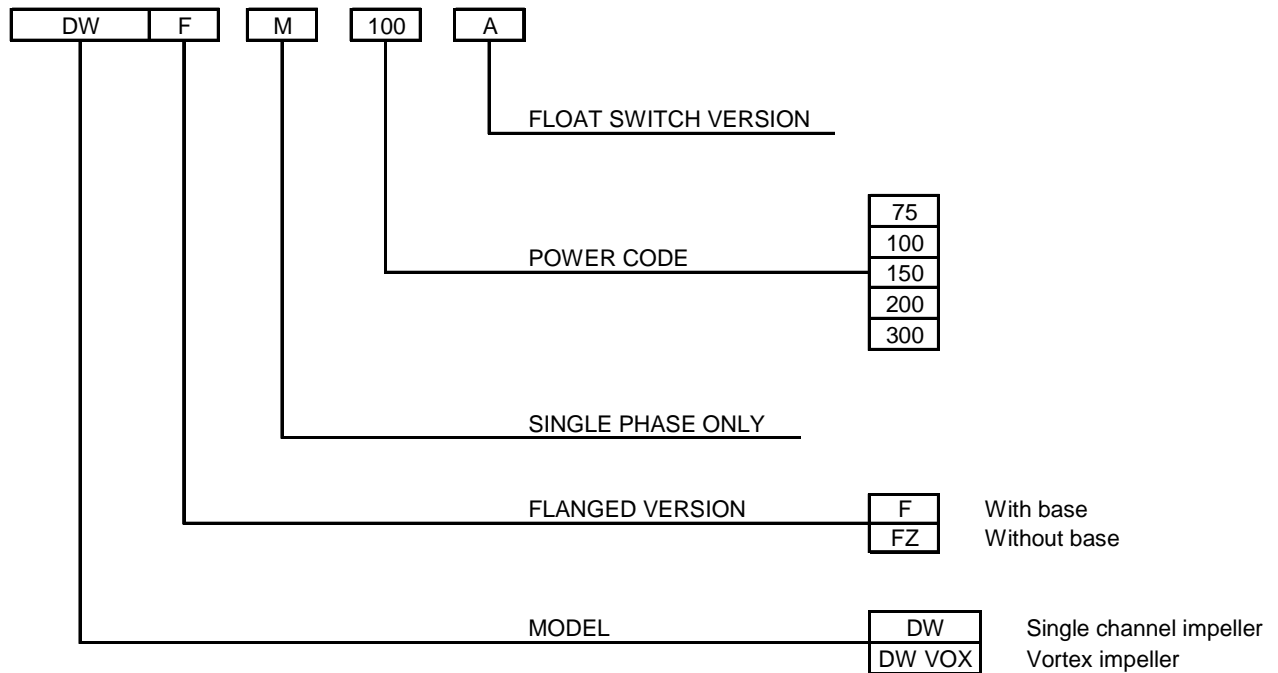 DW F M 100 A
FLOAT SWITCH VERSION
75
100
POWER CODE
150
200
300
SINGLE PHASE ONLY
FLANGED VERSION F With base
FZ Without base
MODEL DW Single channel impeller
DW VOX Vortex impeller